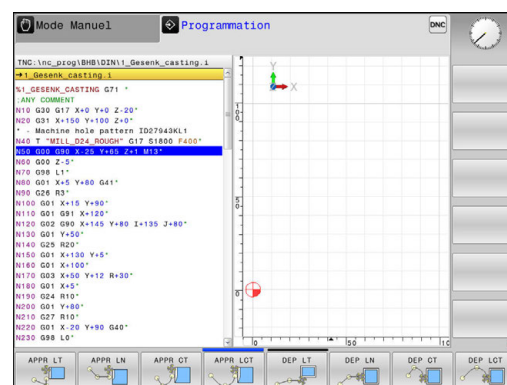 Mode Manuel
Programmation
DNC
TNC:\nc_prog\BHB\DIN\1_Gesenk_casting.i
→1_Gesenk_casting.i
%1_GESENK_CASTING G71 *
;ANY COMMENT
N10 G30 G17 X+0 Y+0 Z-20*
N20 G31 X+150 Y+100 Z+0*
* - Machine hole pattern ID27943KL1
N40 T "MILL_D24_ROUGH" G17 S1800 F400*
N50 G00 G90 X-25 Y+65 Z+1 M13*
N60 G00 Z-5*
N70 G98 L1*
N80 G01 X+5 Y+80 G41*
N90 G26 R3*
N100 G01 X+15 Y+90*
N110 G01 G91 X+120*
N120 G02 G90 X+145 Y+80 I+135 J+80*
N130 G01 Y+50*
N140 G25 R20*
N150 G01 X+130 Y+5*
N160 G01 X+100*
N170 G03 X+50 Y+12 R+30*
N180 G01 X+5*
N190 G24 R10*
N200 G01 Y+80*
N210 G27 R10*
N220 G01 X-20 Y+90 G40*
N230 G98 L0*
Y
X
0
50
APPR LT
APPR LN
APPR CT
APPR LCT
DEP LT
DEP LN
DEP CT
DEP LCT